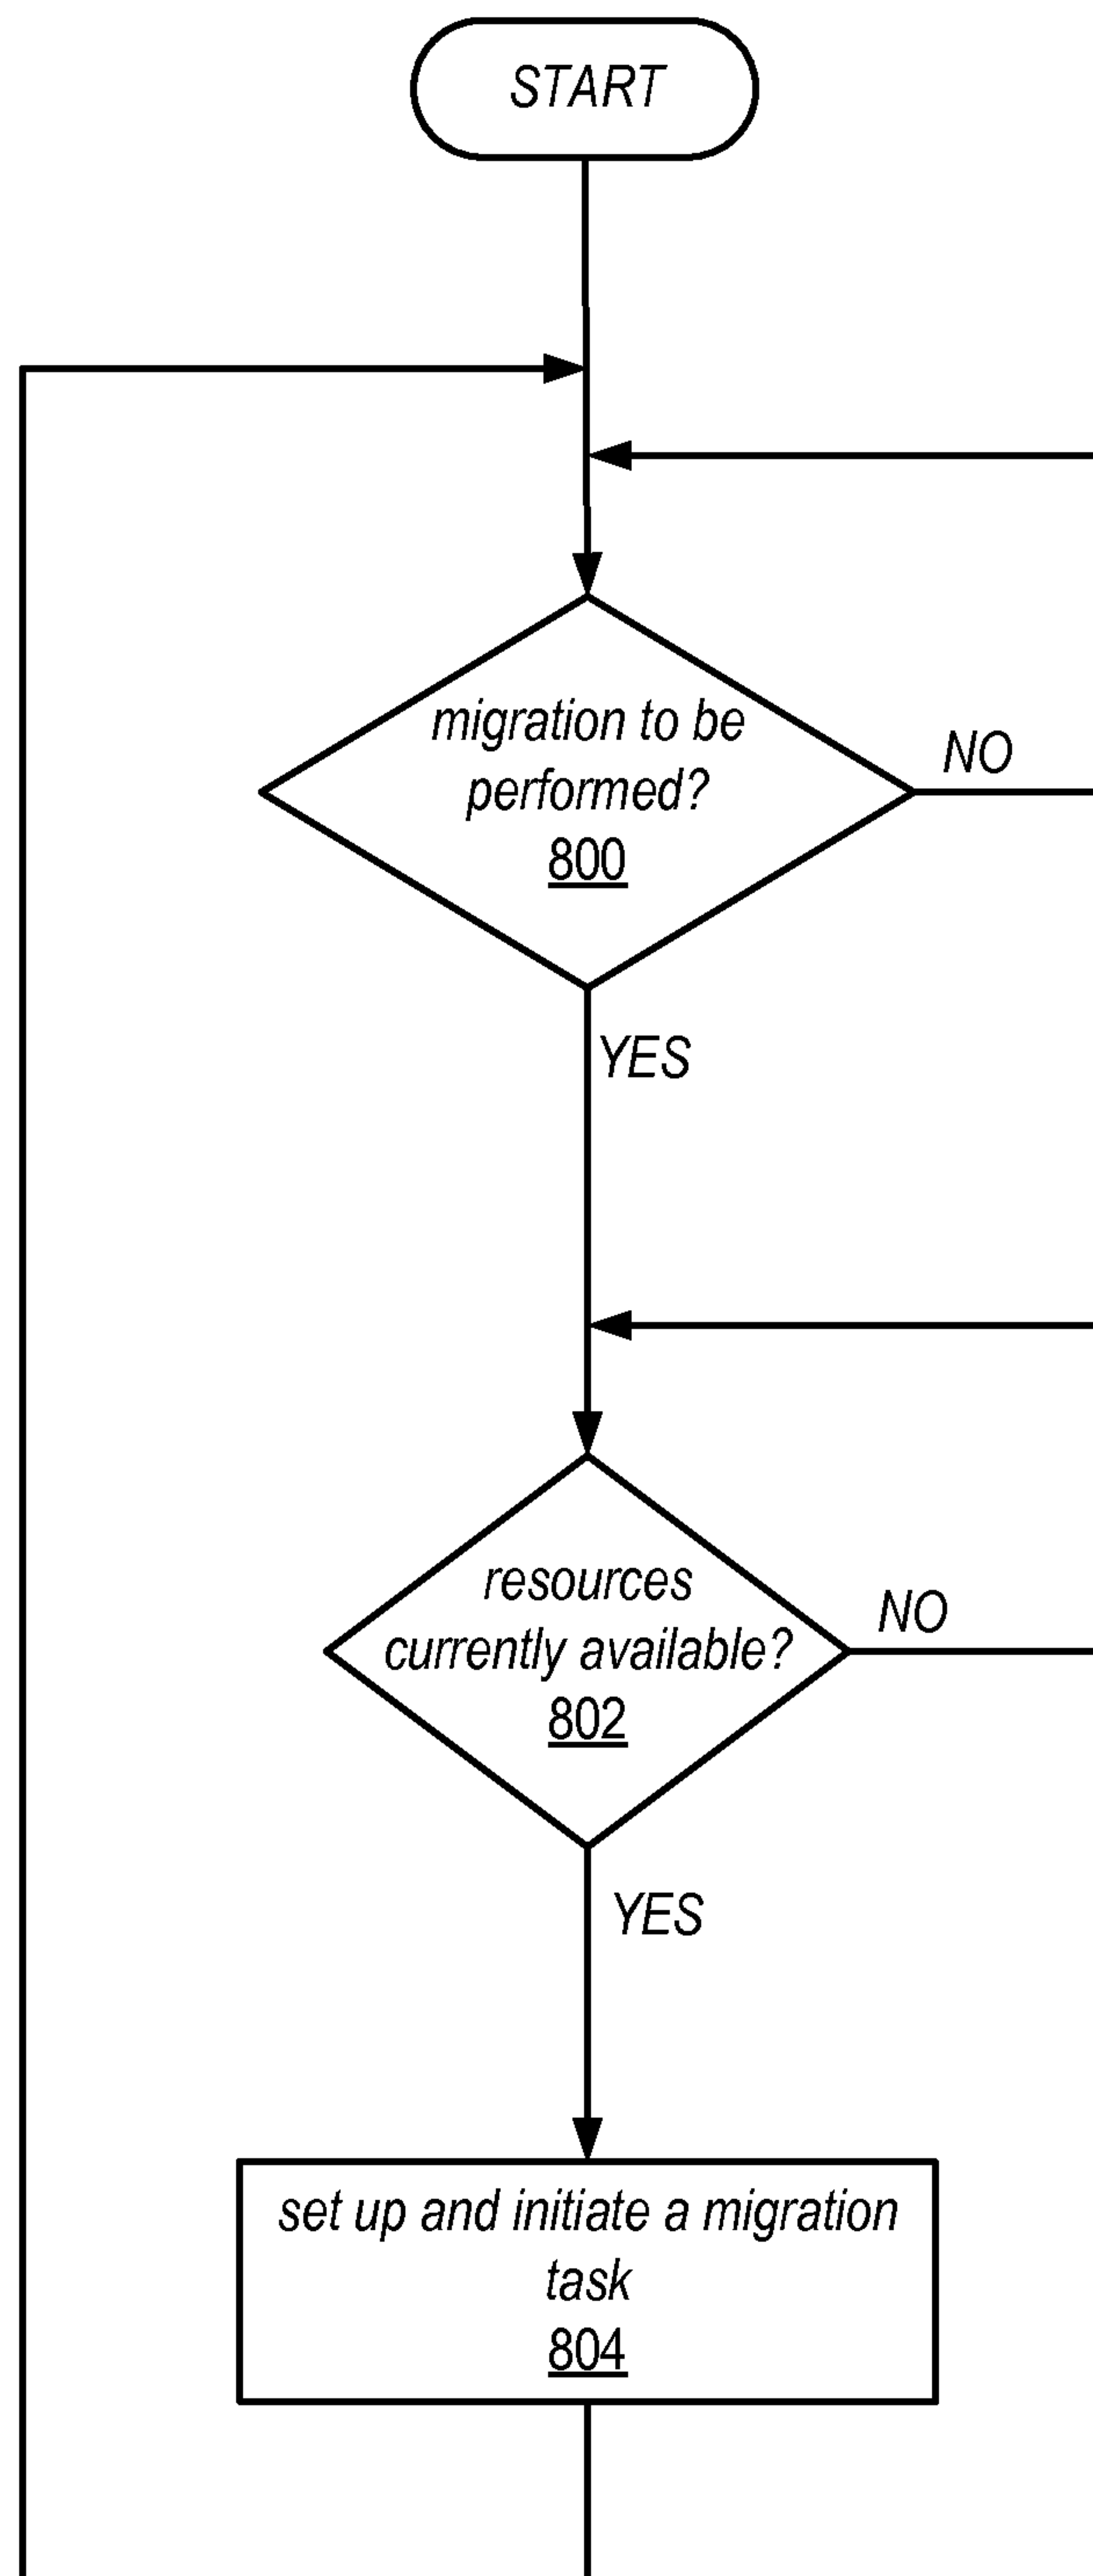 START
migration to be
performed?
800
NO
YES
resources
currently available?
802
NO
YES
set up and initiate a migration
task
804